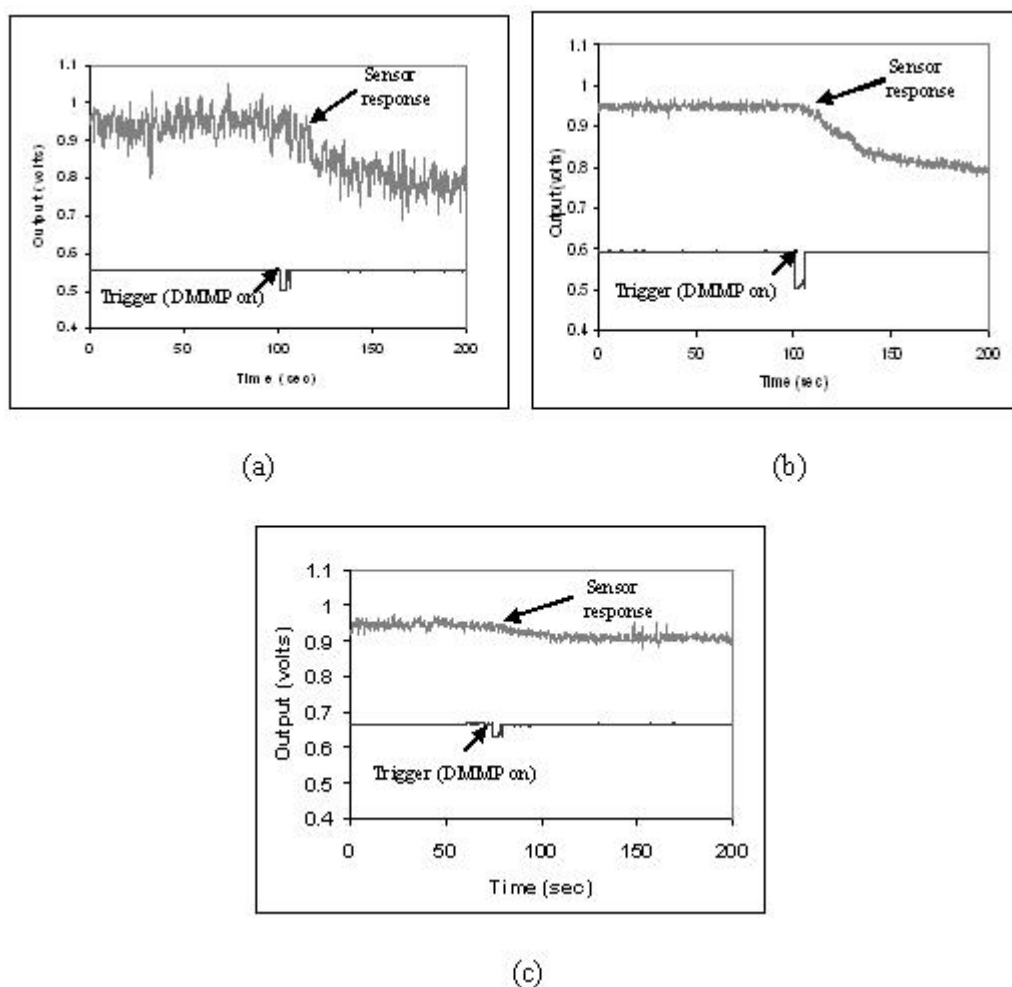 1.1
1
0.9
0.8
0.7
0.6
0.5
0.4
Output (volts)
Sensor
response
Trigger (DMMP on)
0 50 100 150 200
Time (sec)
(a)
1.1
1
0.9
0.8
0.7
0.6
0.5
0.4
Output (volts)
Sensor
response
Trigger (DMMP on)
0 50 100 150 200
Time (sec)
(b)
1.1
1
0.9
0.8
0.7
0.6
0.5
0.4
Output (volts)
Sensor
response
Trigger (DMMP on)
0 50 100 150 200
Time (sec)
(c)